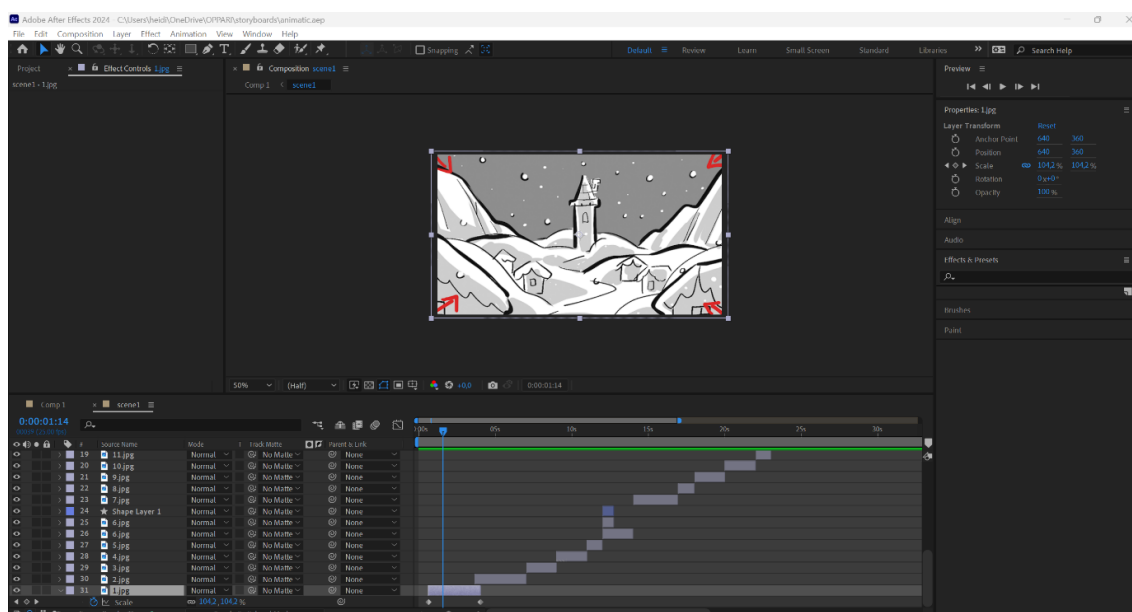 Adobe After Effects 2024 - C:\Users\heidi\OneDrive\OPPARI\storyboards\animatic.aep
File Edit Composition Layer Effect Animation View Window Help
Snapping
Default Review Learn Small Screen Standard Libraries Search Help
Project Effect Controls 1.jpg Composition scene1 Preview
scene1 • 1.jpg Comp 1 scene1
Properties: 1.jpg
Layer Transform Reset
Anchor Point 640 360
Position 640 360
Scale 104,2 % 104,2 %
Rotation 0 x+0°
Opacity 100 %
Align
Audio
Effects & Presets
Brushes
Paint
50% (Half) +0,0 0:00:01:14
Comp 1 scene1
0:00:01:14
05s 10s 15s 20s 25s 30s
# Source Name Mode T Track Matte Parent & Link
19 11.jpg Normal No Matte None
20 10.jpg Normal No Matte None
21 9.jpg Normal No Matte None
22 8.jpg Normal No Matte None
23 7.jpg Normal No Matte None
24 Shape Layer 1 Normal No Matte None
25 6.jpg Normal No Matte None
26 6.jpg Normal No Matte None
27 5.jpg Normal No Matte None
28 4.jpg Normal No Matte None
29 3.jpg Normal No Matte None
30 2.jpg Normal No Matte None
31 1.jpg Normal No Matte None
Scale 104,2, 104,2 %